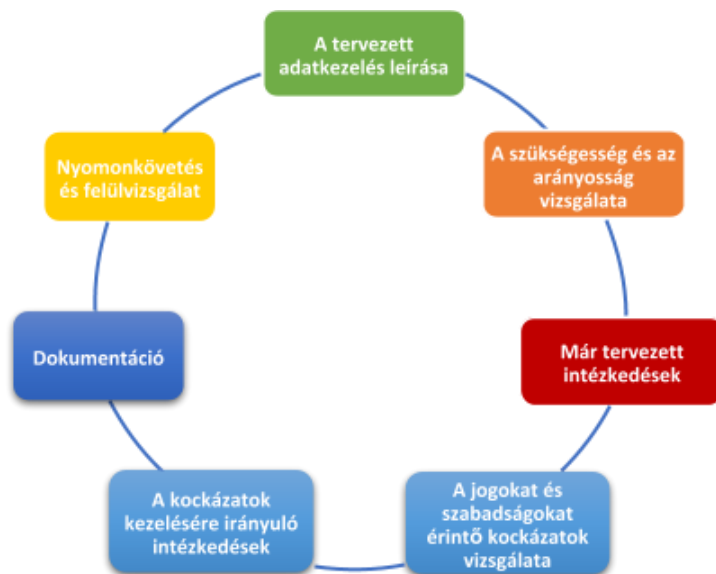 A tervezett
adatkezelés leírása
A szükségesség és az
arányosság
vizsgálata
Már tervezett
intézkedések
A jogokat és
szabadságokat
érintő kockázatok
vizsgálata
A kockázatok
kezelésére irányuló
intézkedések
Dokumentáció
Nyomonkövetés
és felülvizsgálat